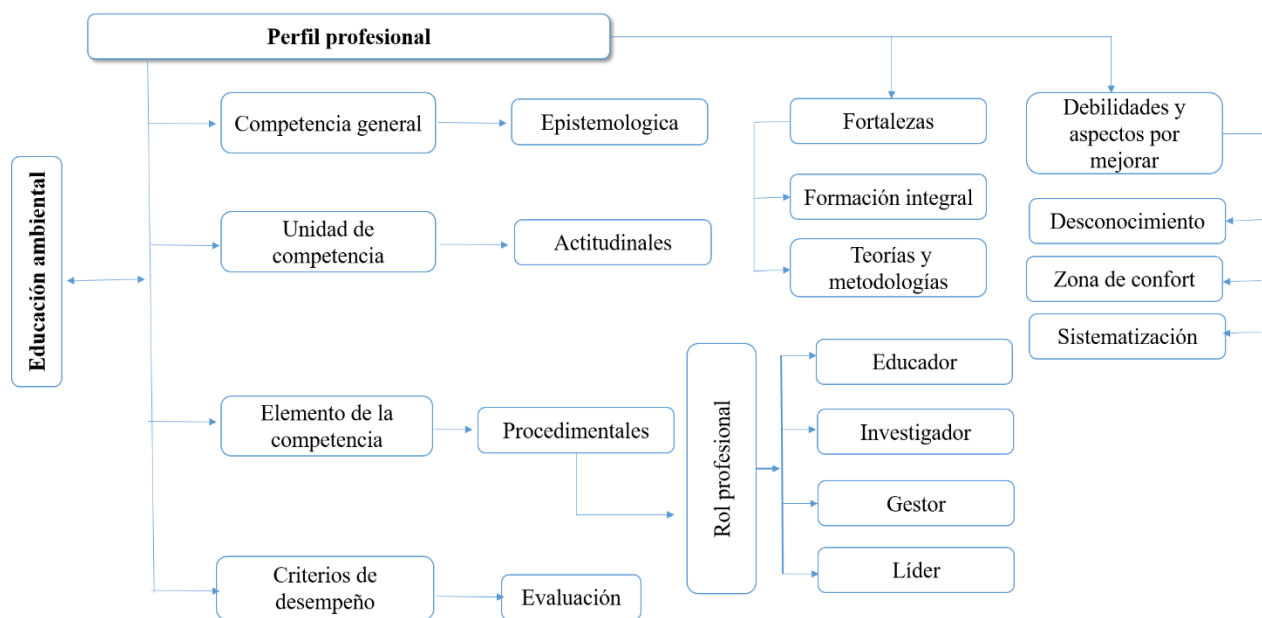 Perfil profesional
Educación ambiental
Competencia general
Epistemologica
Unidad de
competencia
Actitudinales
Elemento de la
competencia
Procedimentales
Criterios de
desempeño
Evaluación
Rol profesional
Educador
Investigador
Gestor
Líder
Fortalezas
Formación integral
Teorías y
metodologías
Debilidades y
aspectos por
mejorar
Desconocimiento
Zona de confort
Sistematización